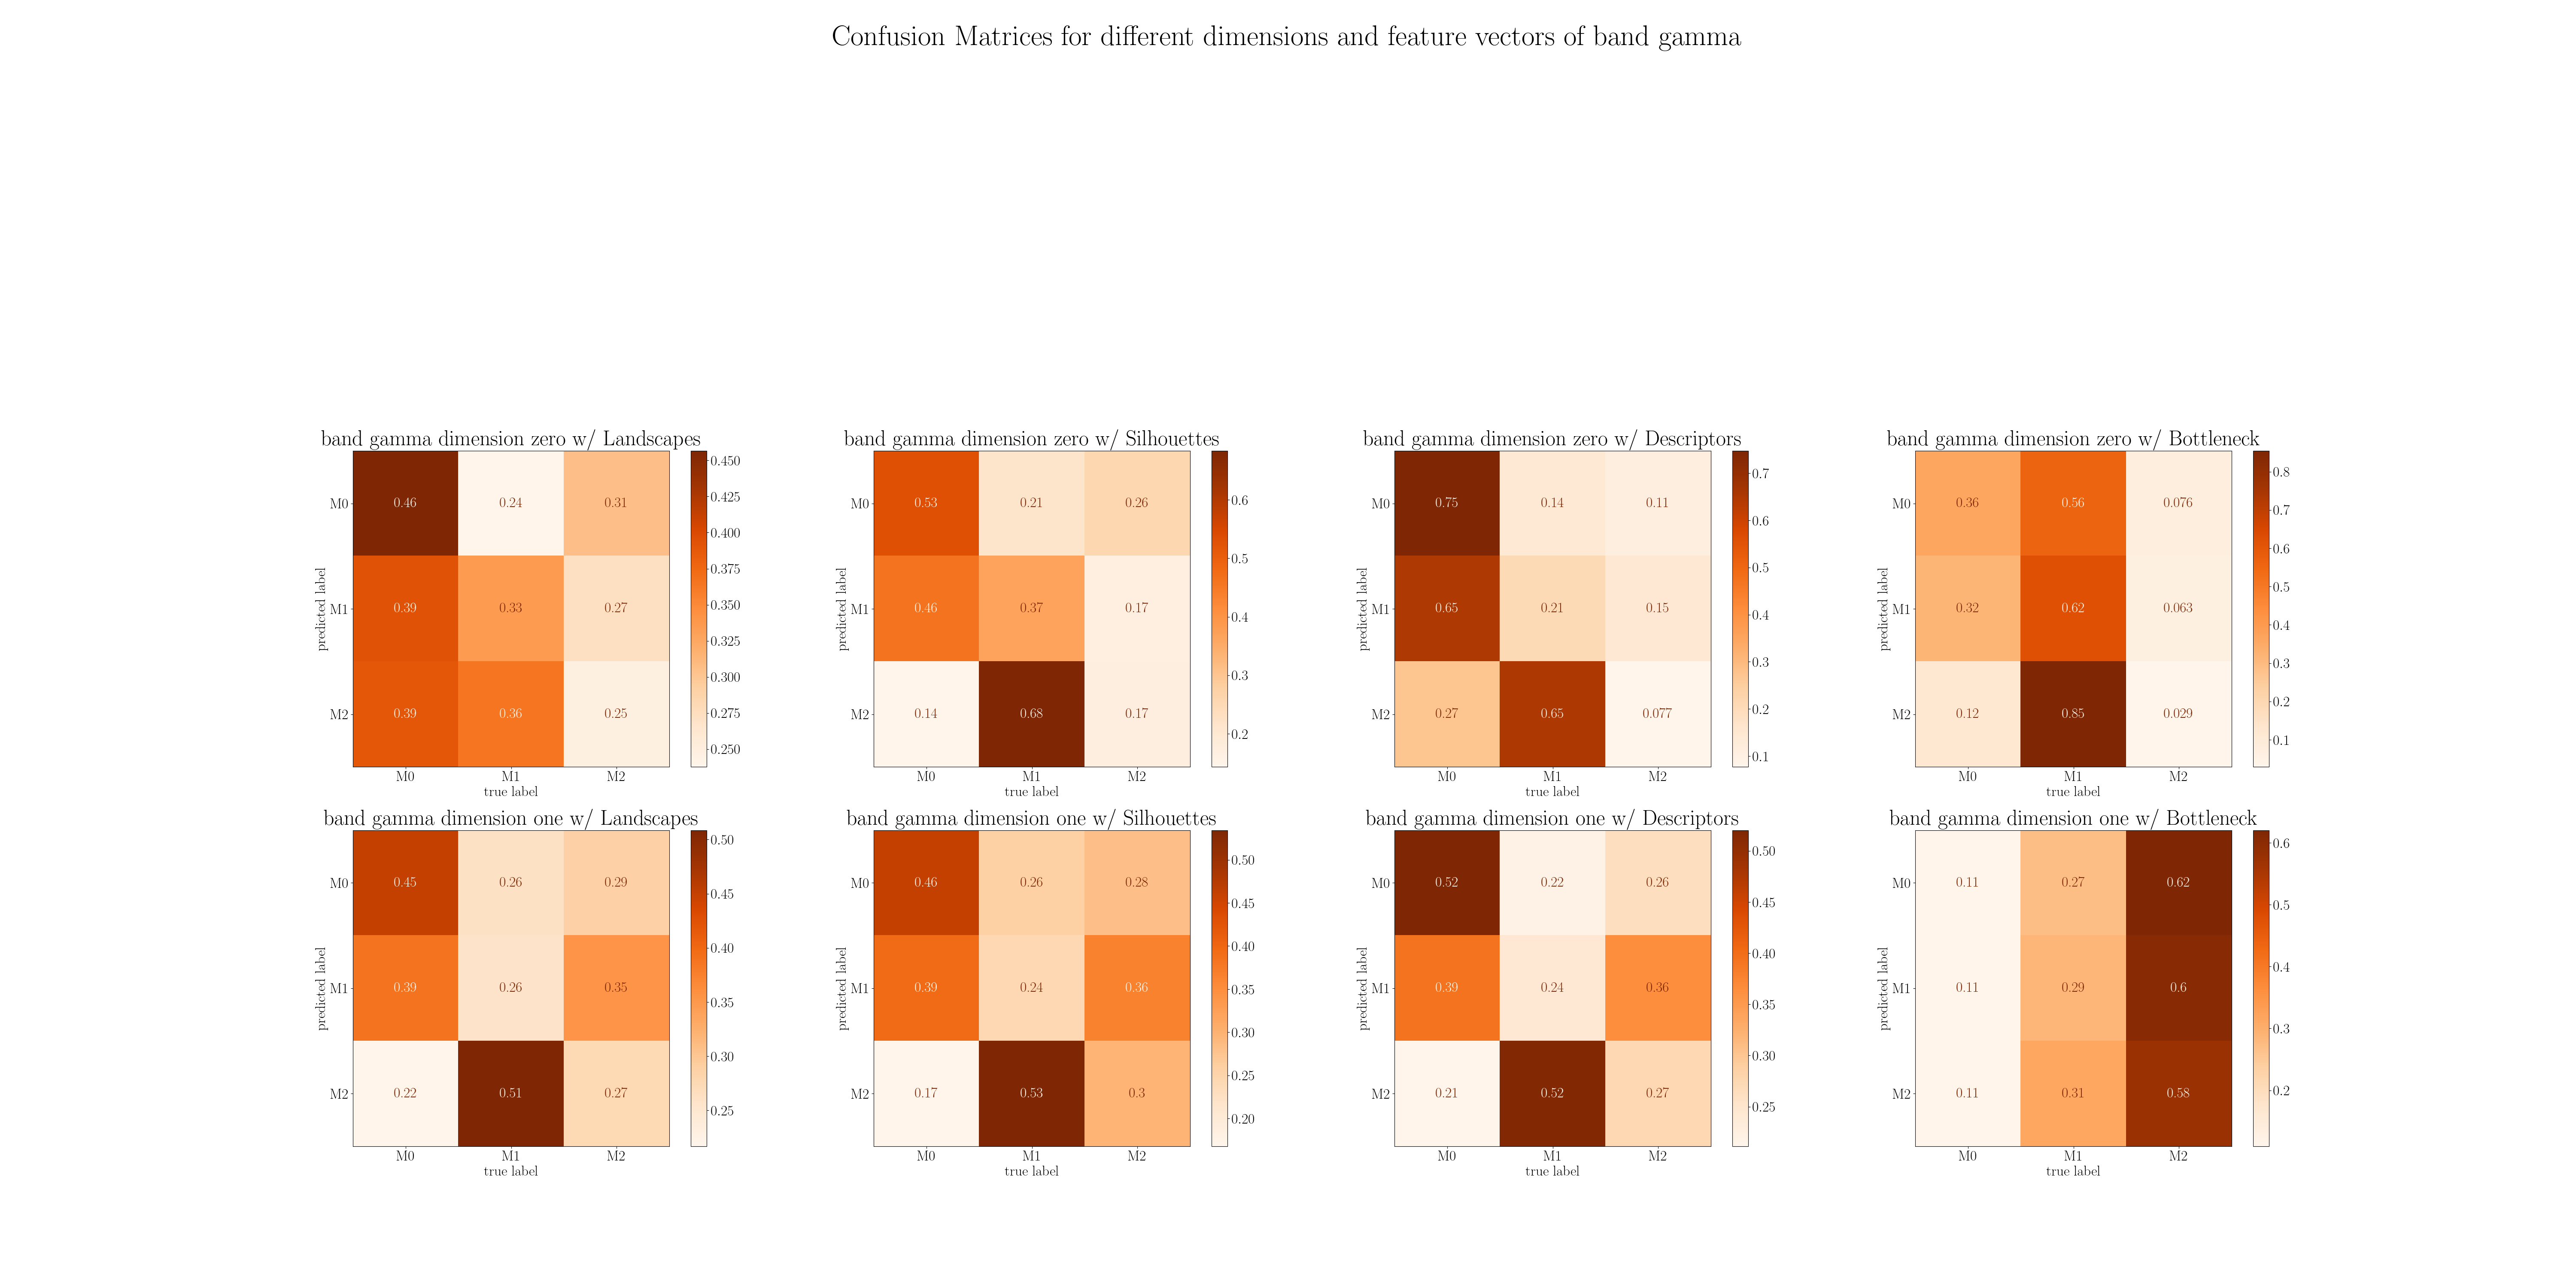 Confusion Matrices for different dimensions and feature vectors of band gamma
band gamma dimension zero w/ Landscapes
predicted label
M0 0.46 0.24 0.31
M1 0.39 0.33 0.27
M2 0.39 0.36 0.25
M0 M1 M2
true label
0.450
0.425
0.400
0.375
0.350
0.325
0.300
0.275
0.250
band gamma dimension zero w/ Silhouettes
predicted label
M0 0.53 0.21 0.26
M1 0.46 0.37 0.17
M2 0.14 0.68 0.17
M0 M1 M2
true label
0.6
0.5
0.4
0.3
0.2
band gamma dimension zero w/ Descriptors
predicted label
M0 0.75 0.14 0.11
M1 0.65 0.21 0.15
M2 0.27 0.65 0.077
M0 M1 M2
true label
0.7
0.6
0.5
0.4
0.3
0.2
0.1
band gamma dimension zero w/ Bottleneck
predicted label
M0 0.36 0.56 0.076
M1 0.32 0.62 0.063
M2 0.12 0.85 0.029
M0 M1 M2
true label
0.8
0.7
0.6
0.5
0.4
0.3
0.2
0.1
band gamma dimension one w/ Landscapes
predicted label
M0 0.45 0.26 0.29
M1 0.39 0.26 0.35
M2 0.22 0.51 0.27
M0 M1 M2
true label
0.50
0.45
0.40
0.35
0.30
0.25
band gamma dimension one w/ Silhouettes
predicted label
M0 0.46 0.26 0.28
M1 0.39 0.24 0.36
M2 0.17 0.53 0.3
M0 M1 M2
true label
0.50
0.45
0.40
0.35
0.30
0.25
0.20
band gamma dimension one w/ Descriptors
predicted label
M0 0.52 0.22 0.26
M1 0.39 0.24 0.36
M2 0.21 0.52 0.27
M0 M1 M2
true label
0.50
0.45
0.40
0.35
0.30
0.25
band gamma dimension one w/ Bottleneck
predicted label
M0 0.11 0.27 0.62
M1 0.11 0.29 0.6
M2 0.11 0.31 0.58
M0 M1 M2
true label
0.6
0.5
0.4
0.3
0.2